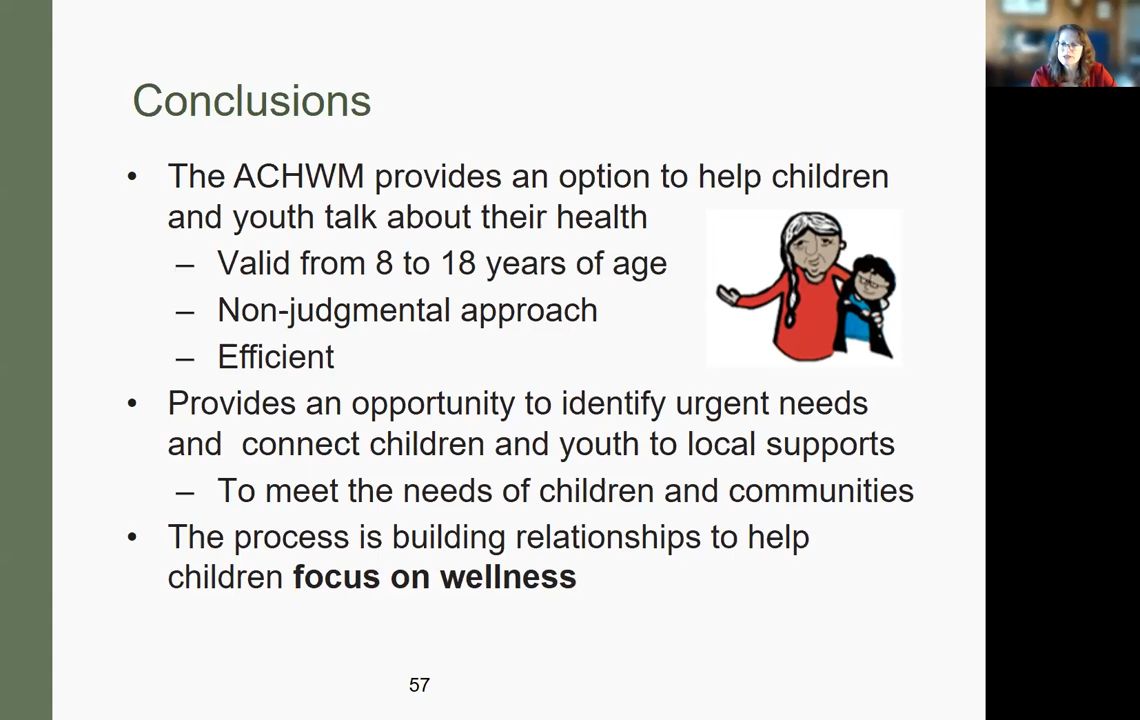 Conclusions
• The ACHWM provides an option to help children
and youth talk about their health
– Valid from 8 to 18 years of age
– Non-judgmental approach
– Efficient
• Provides an opportunity to identify urgent needs
and  connect children and youth to local supports
– To meet the needs of children and communities
• The process is building relationships to help
children focus on wellness
57